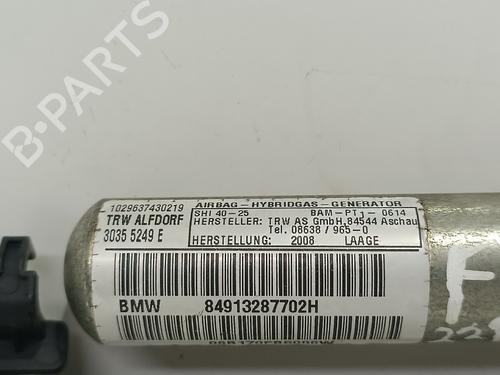 B-PARTS
1029637430219
TRW ALFDORF
3035 5249 E
AIRBAG - HYBRIDGAS - GENERATOR
SHI 40-25 BAM-PT1- 0614
HERSTELLER: TRW AS GmbH,84544 Aschau
Tel. 08638/ 965-0
HERSTELLUNG: 2008 LAAGE
BMW 84913287702H
F